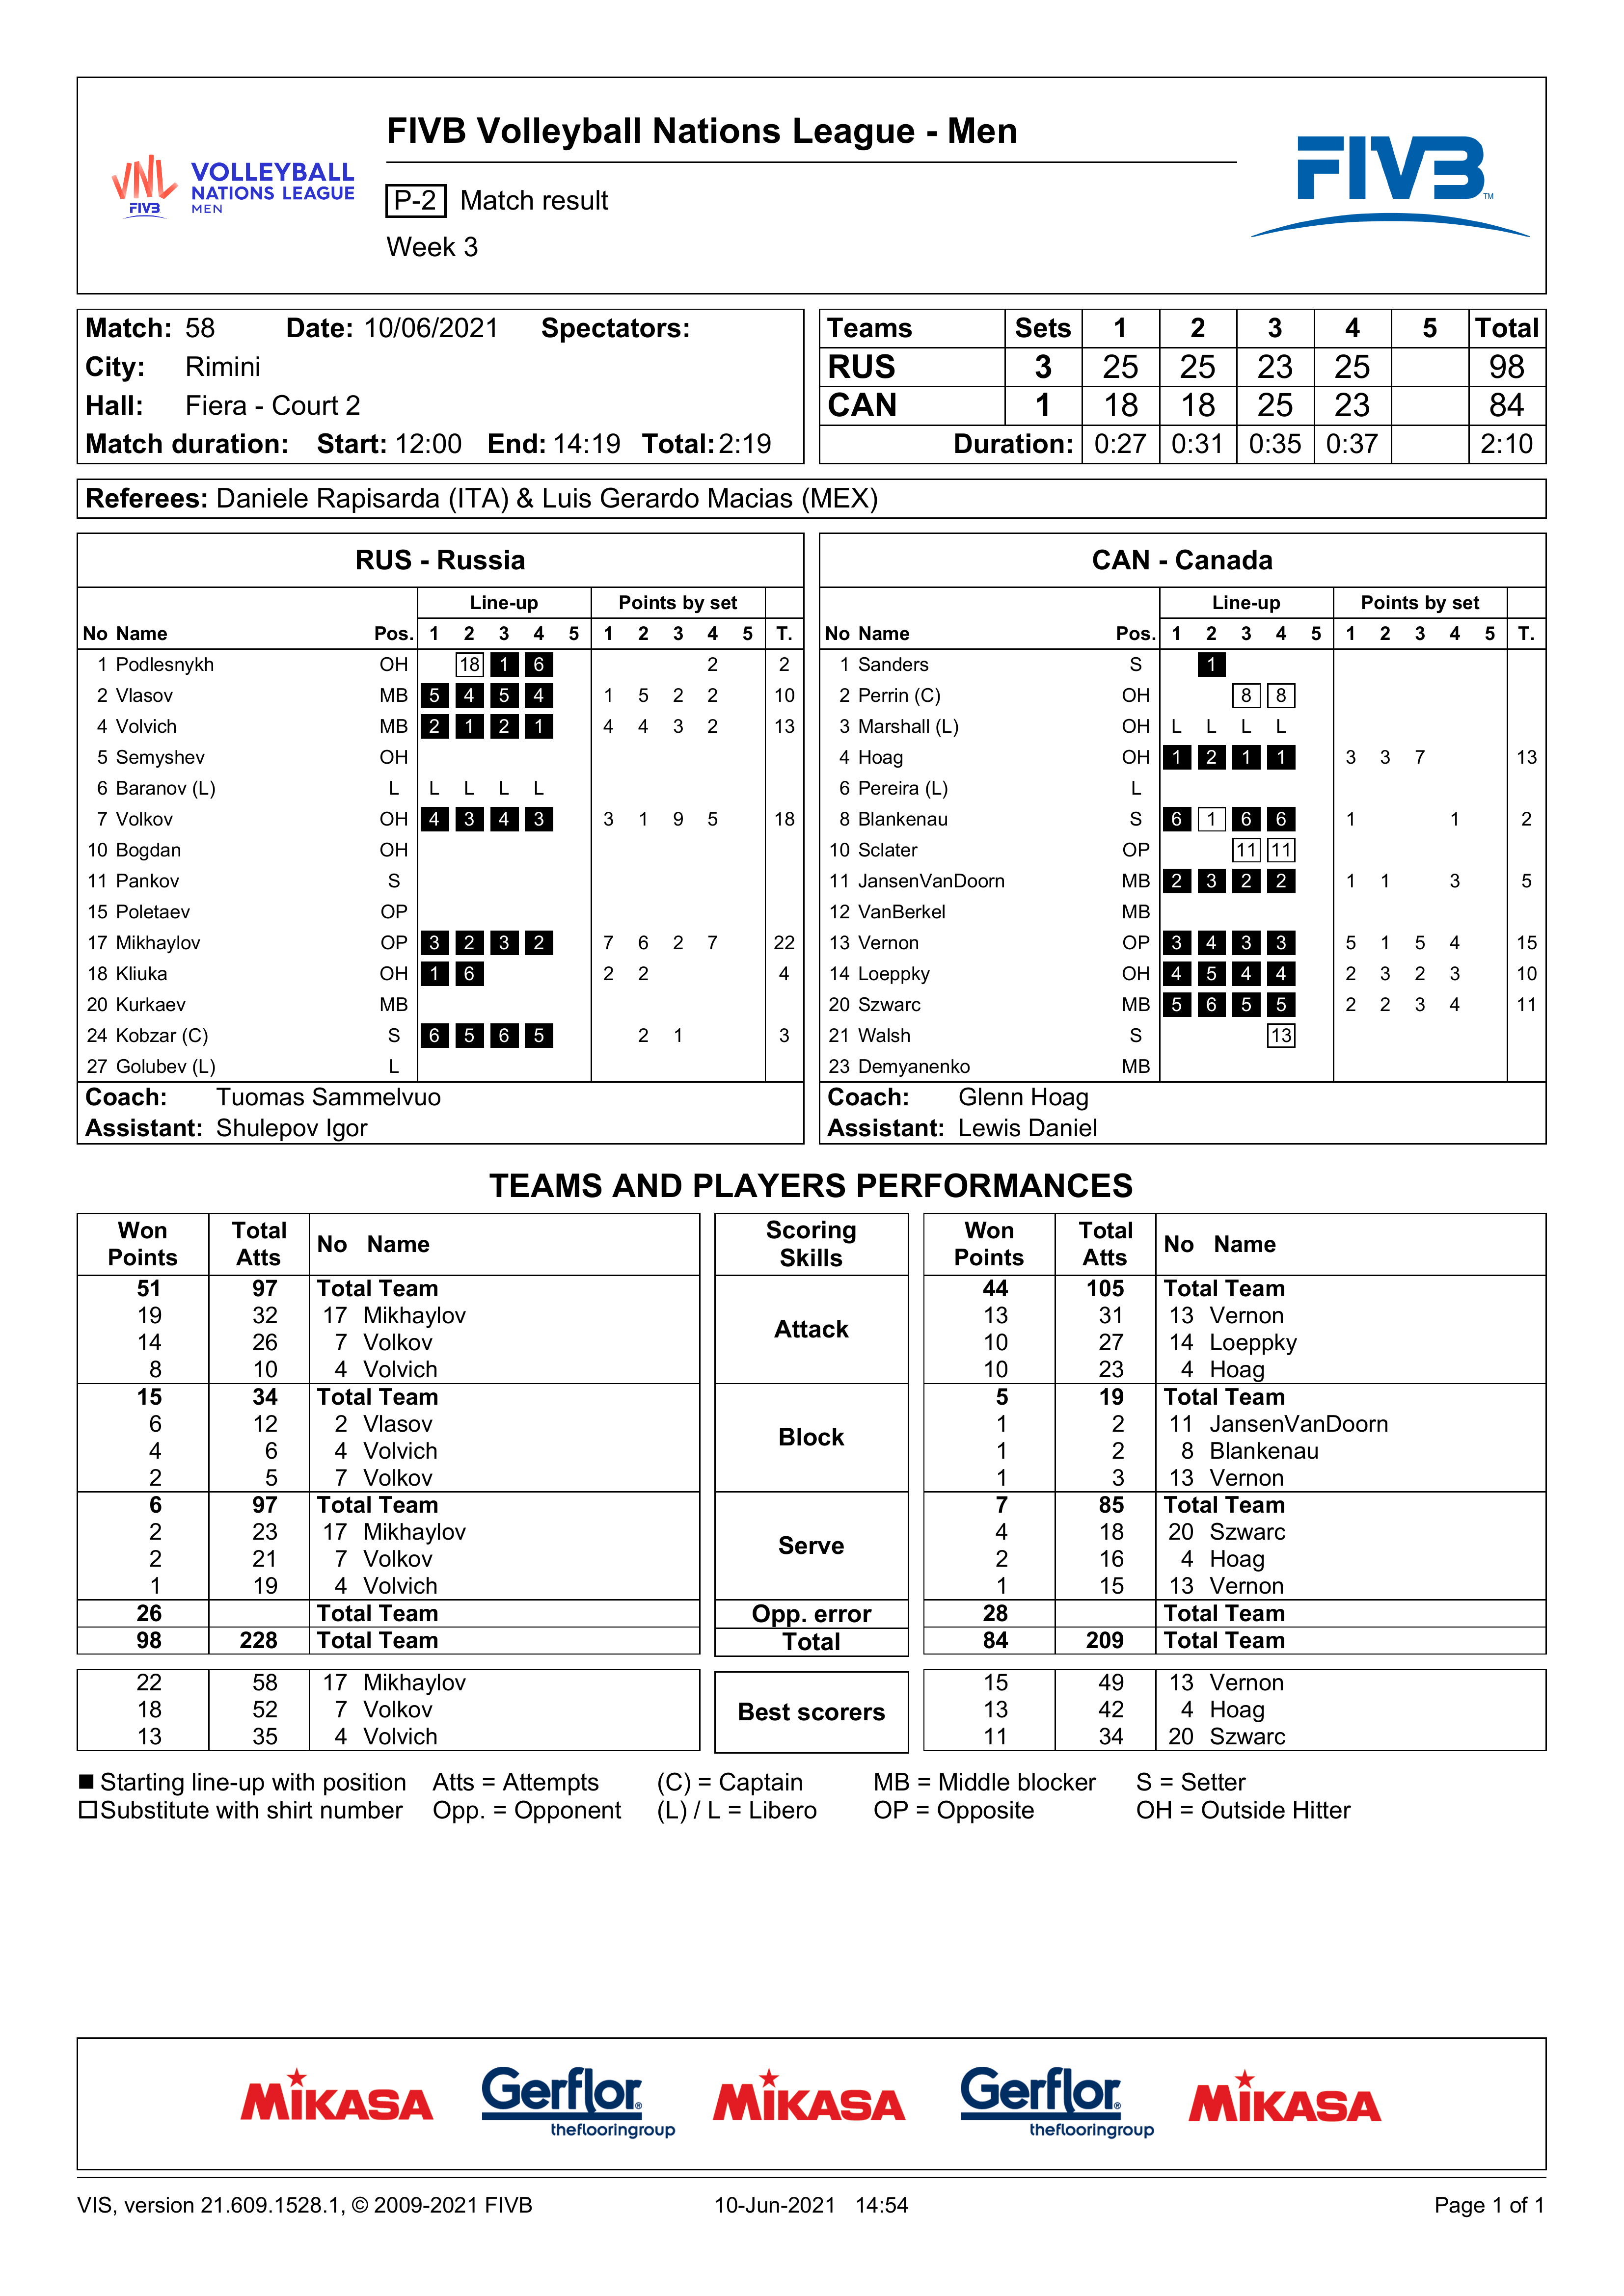 FIVB Volleyball Nations League - Men
VNL FIVB VOLLEYBALL NATIONS LEAGUE MEN
P-2 Match result
Week 3
FIVB TM
Match: 58 Date: 10/06/2021 Spectators:
City: Rimini
Hall: Fiera - Court 2
Match duration: Start: 12:00 End: 14:19 Total: 2:19
Teams Sets 1 2 3 4 5 Total
RUS 3 25 25 23 25 98
CAN 1 18 18 25 23 84
Duration: 0:27 0:31 0:35 0:37 2:10
Referees: Daniele Rapisarda (ITA) & Luis Gerardo Macias (MEX)
RUS - Russia
Line-up Points by set
No Name Pos. 1 2 3 4 5 1 2 3 4 5 T.
1 Podlesnykh OH 18 1 6 2 2
2 Vlasov MB 5 4 5 4 1 5 2 2 10
4 Volvich MB 2 1 2 1 4 4 3 2 13
5 Semyshev OH
6 Baranov (L) L L L L L
7 Volkov OH 4 3 4 3 3 1 9 5 18
10 Bogdan OH
11 Pankov S
15 Poletaev OP
17 Mikhaylov OP 3 2 3 2 7 6 2 7 22
18 Kliuka OH 1 6 2 2 4
20 Kurkaev MB
24 Kobzar (C) S 6 5 6 5 2 1 3
27 Golubev (L) L
Coach: Tuomas Sammelvuo
Assistant: Shulepov Igor
CAN - Canada
Line-up Points by set
No Name Pos. 1 2 3 4 5 1 2 3 4 5 T.
1 Sanders S 1
2 Perrin (C) OH 8 8
3 Marshall (L) OH L L L L
4 Hoag OH 1 2 1 1 3 3 7 13
6 Pereira (L) L
8 Blankenau S 6 1 6 6 1 1 2
10 Sclater OP 11 11
11 JansenVanDoorn MB 2 3 2 2 1 1 3 5
12 VanBerkel MB
13 Vernon OP 3 4 3 3 5 1 5 4 15
14 Loeppky OH 4 5 4 4 2 3 2 3 10
20 Szwarc MB 5 6 5 5 2 2 3 4 11
21 Walsh S 13
23 Demyanenko MB
Coach: Glenn Hoag
Assistant: Lewis Daniel
TEAMS AND PLAYERS PERFORMANCES
Won Points Total Atts No Name Scoring Skills Won Points Total Atts No Name
51 97 Total Team Attack 44 105 Total Team
19 32 17 Mikhaylov 13 31 13 Vernon
14 26 7 Volkov 10 27 14 Loeppky
8 10 4 Volvich 10 23 4 Hoag
15 34 Total Team Block 5 19 Total Team
6 12 2 Vlasov 1 2 11 JansenVanDoorn
4 6 4 Volvich 1 2 8 Blankenau
2 5 7 Volkov 1 3 13 Vernon
6 97 Total Team Serve 7 85 Total Team
2 23 17 Mikhaylov 4 18 20 Szwarc
2 21 7 Volkov 2 16 4 Hoag
1 19 4 Volvich 1 15 13 Vernon
26 Total Team Opp. error 28 Total Team
98 228 Total Team Total 84 209 Total Team
22 58 17 Mikhaylov Best scorers 15 49 13 Vernon
18 52 7 Volkov 13 42 4 Hoag
13 35 4 Volvich 11 34 20 Szwarc
Starting line-up with position Atts = Attempts (C) = Captain MB = Middle blocker S = Setter
Substitute with shirt number Opp. = Opponent (L) / L = Libero OP = Opposite OH = Outside Hitter
MIKASA Gerflor® theflooringgroup MIKASA Gerflor® theflooringgroup MIKASA
VIS, version 21.609.1528.1, © 2009-2021 FIVB 10-Jun-2021 14:54 Page 1 of 1